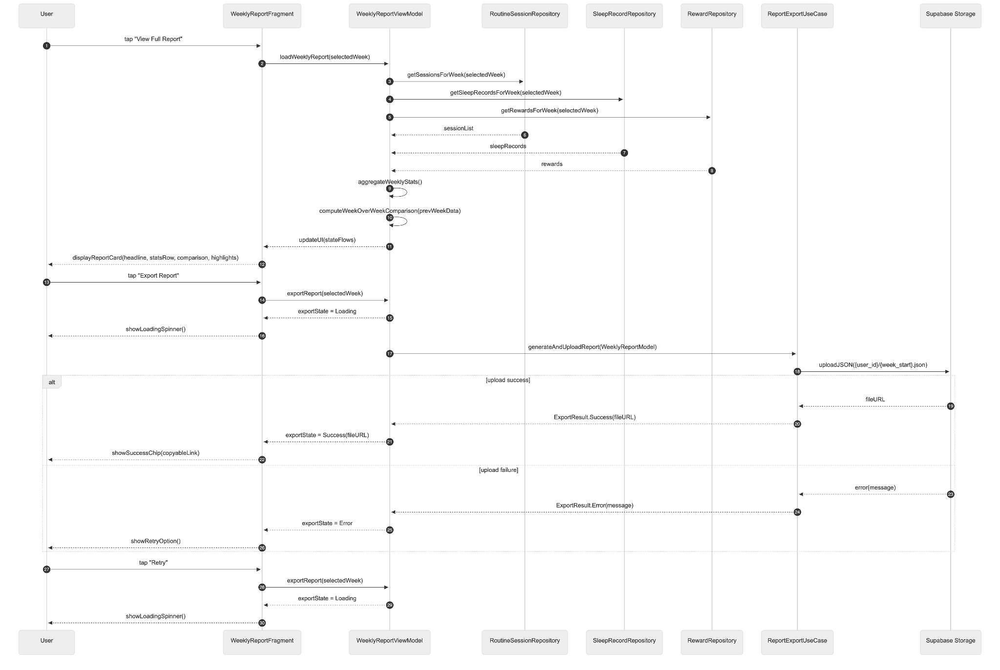 User
WeeklyReportFragment
WeeklyReportViewModel
RoutineSessionRepository
SleepRecordRepository
RewardRepository
ReportExportUseCase
Supabase Storage
tap "View Full Report"
1
loadWeeklyReport(selectedWeek)
2
getSessionsForWeek(selectedWeek)
3
getSleepRecordsForWeek(selectedWeek)
4
getRewardsForWeek(selectedWeek)
5
sessionList
6
sleepRecords
7
rewards
8
aggregateWeeklyStats()
9
computeWeekOverWeekComparison(prevWeekData)
10
updateUI(stateFlows)
11
displayReportCard(headline, statsRow, comparison, highlights)
12
tap "Export Report"
13
exportReport(selectedWeek)
14
exportState = Loading
15
showLoadingSpinner()
16
generateAndUploadReport(WeeklyReportModel)
17
uploadJSON({user_id}/{week_start}.json)
18
alt
[upload success]
fileURL
19
ExportResult.Success(fileURL)
20
exportState = Success(fileURL)
21
showSuccessChip(copyableLink)
22
[upload failure]
error(message)
23
ExportResult.Error(message)
24
exportState = Error
25
showRetryOption()
26
tap "Retry"
27
exportReport(selectedWeek)
28
exportState = Loading
29
showLoadingSpinner()
30
User
WeeklyReportFragment
WeeklyReportViewModel
RoutineSessionRepository
SleepRecordRepository
RewardRepository
ReportExportUseCase
Supabase Storage